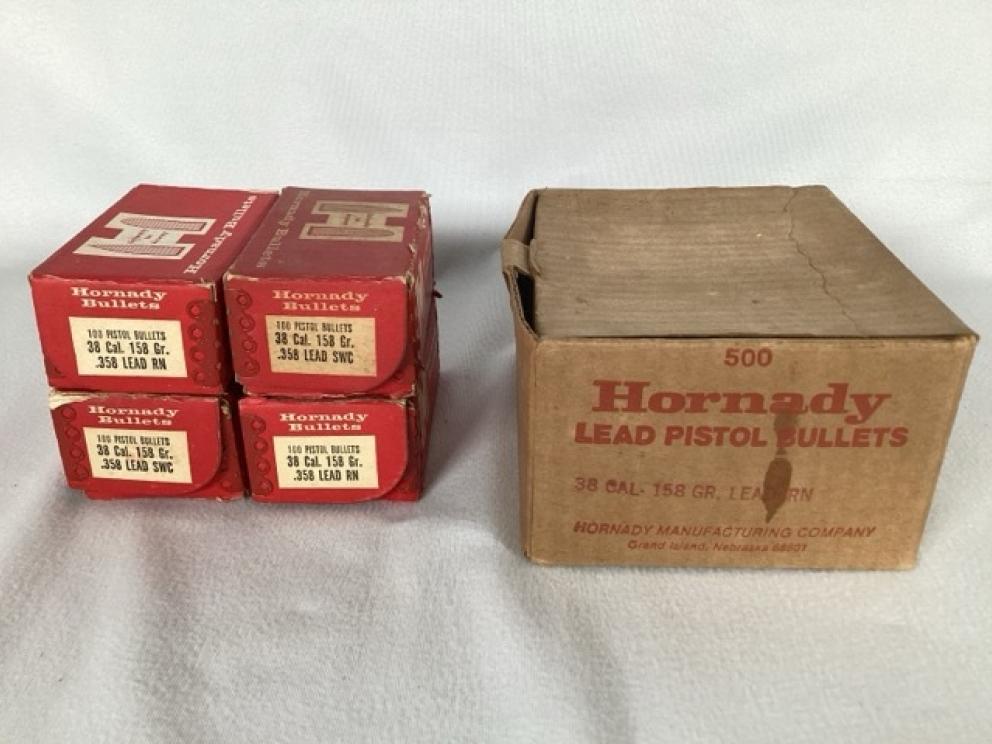 Hornady Bullets
Hornady
Bullets
100 PISTOL BULLETS
38 Cal. 158 Gr.
.358 LEAD RN
Hornady Bullets
Hornady
Bullets
100 PISTOL BULLETS
38 Cal. 158 Gr.
.358 LEAD SWC
Hornady
Bullets
100 PISTOL BULLETS
38 Cal. 158 Gr.
.358 LEAD SWC
Hornady
Bullets
100 PISTOL BULLETS
38 Cal. 158 Gr.
.358 LEAD RN
500
Hornady
LEAD PISTOL BULLETS
38 CAL. 158 GR. LEAD RN
HORNADY MANUFACTURING COMPANY
Grand Island, Nebraska 68801